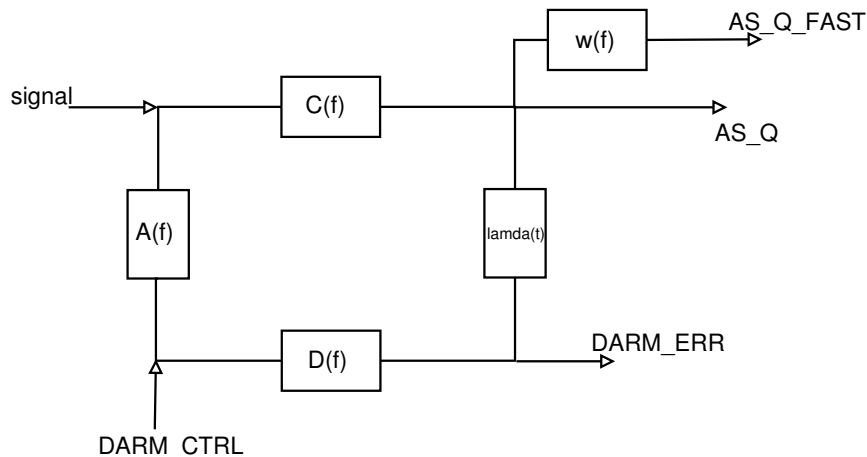 AS_Q_FAST
w(f)
signal
C(f)
AS_Q
A(f)
lamda(t)
DARM_ERR
D(f)
DARM_CTRL